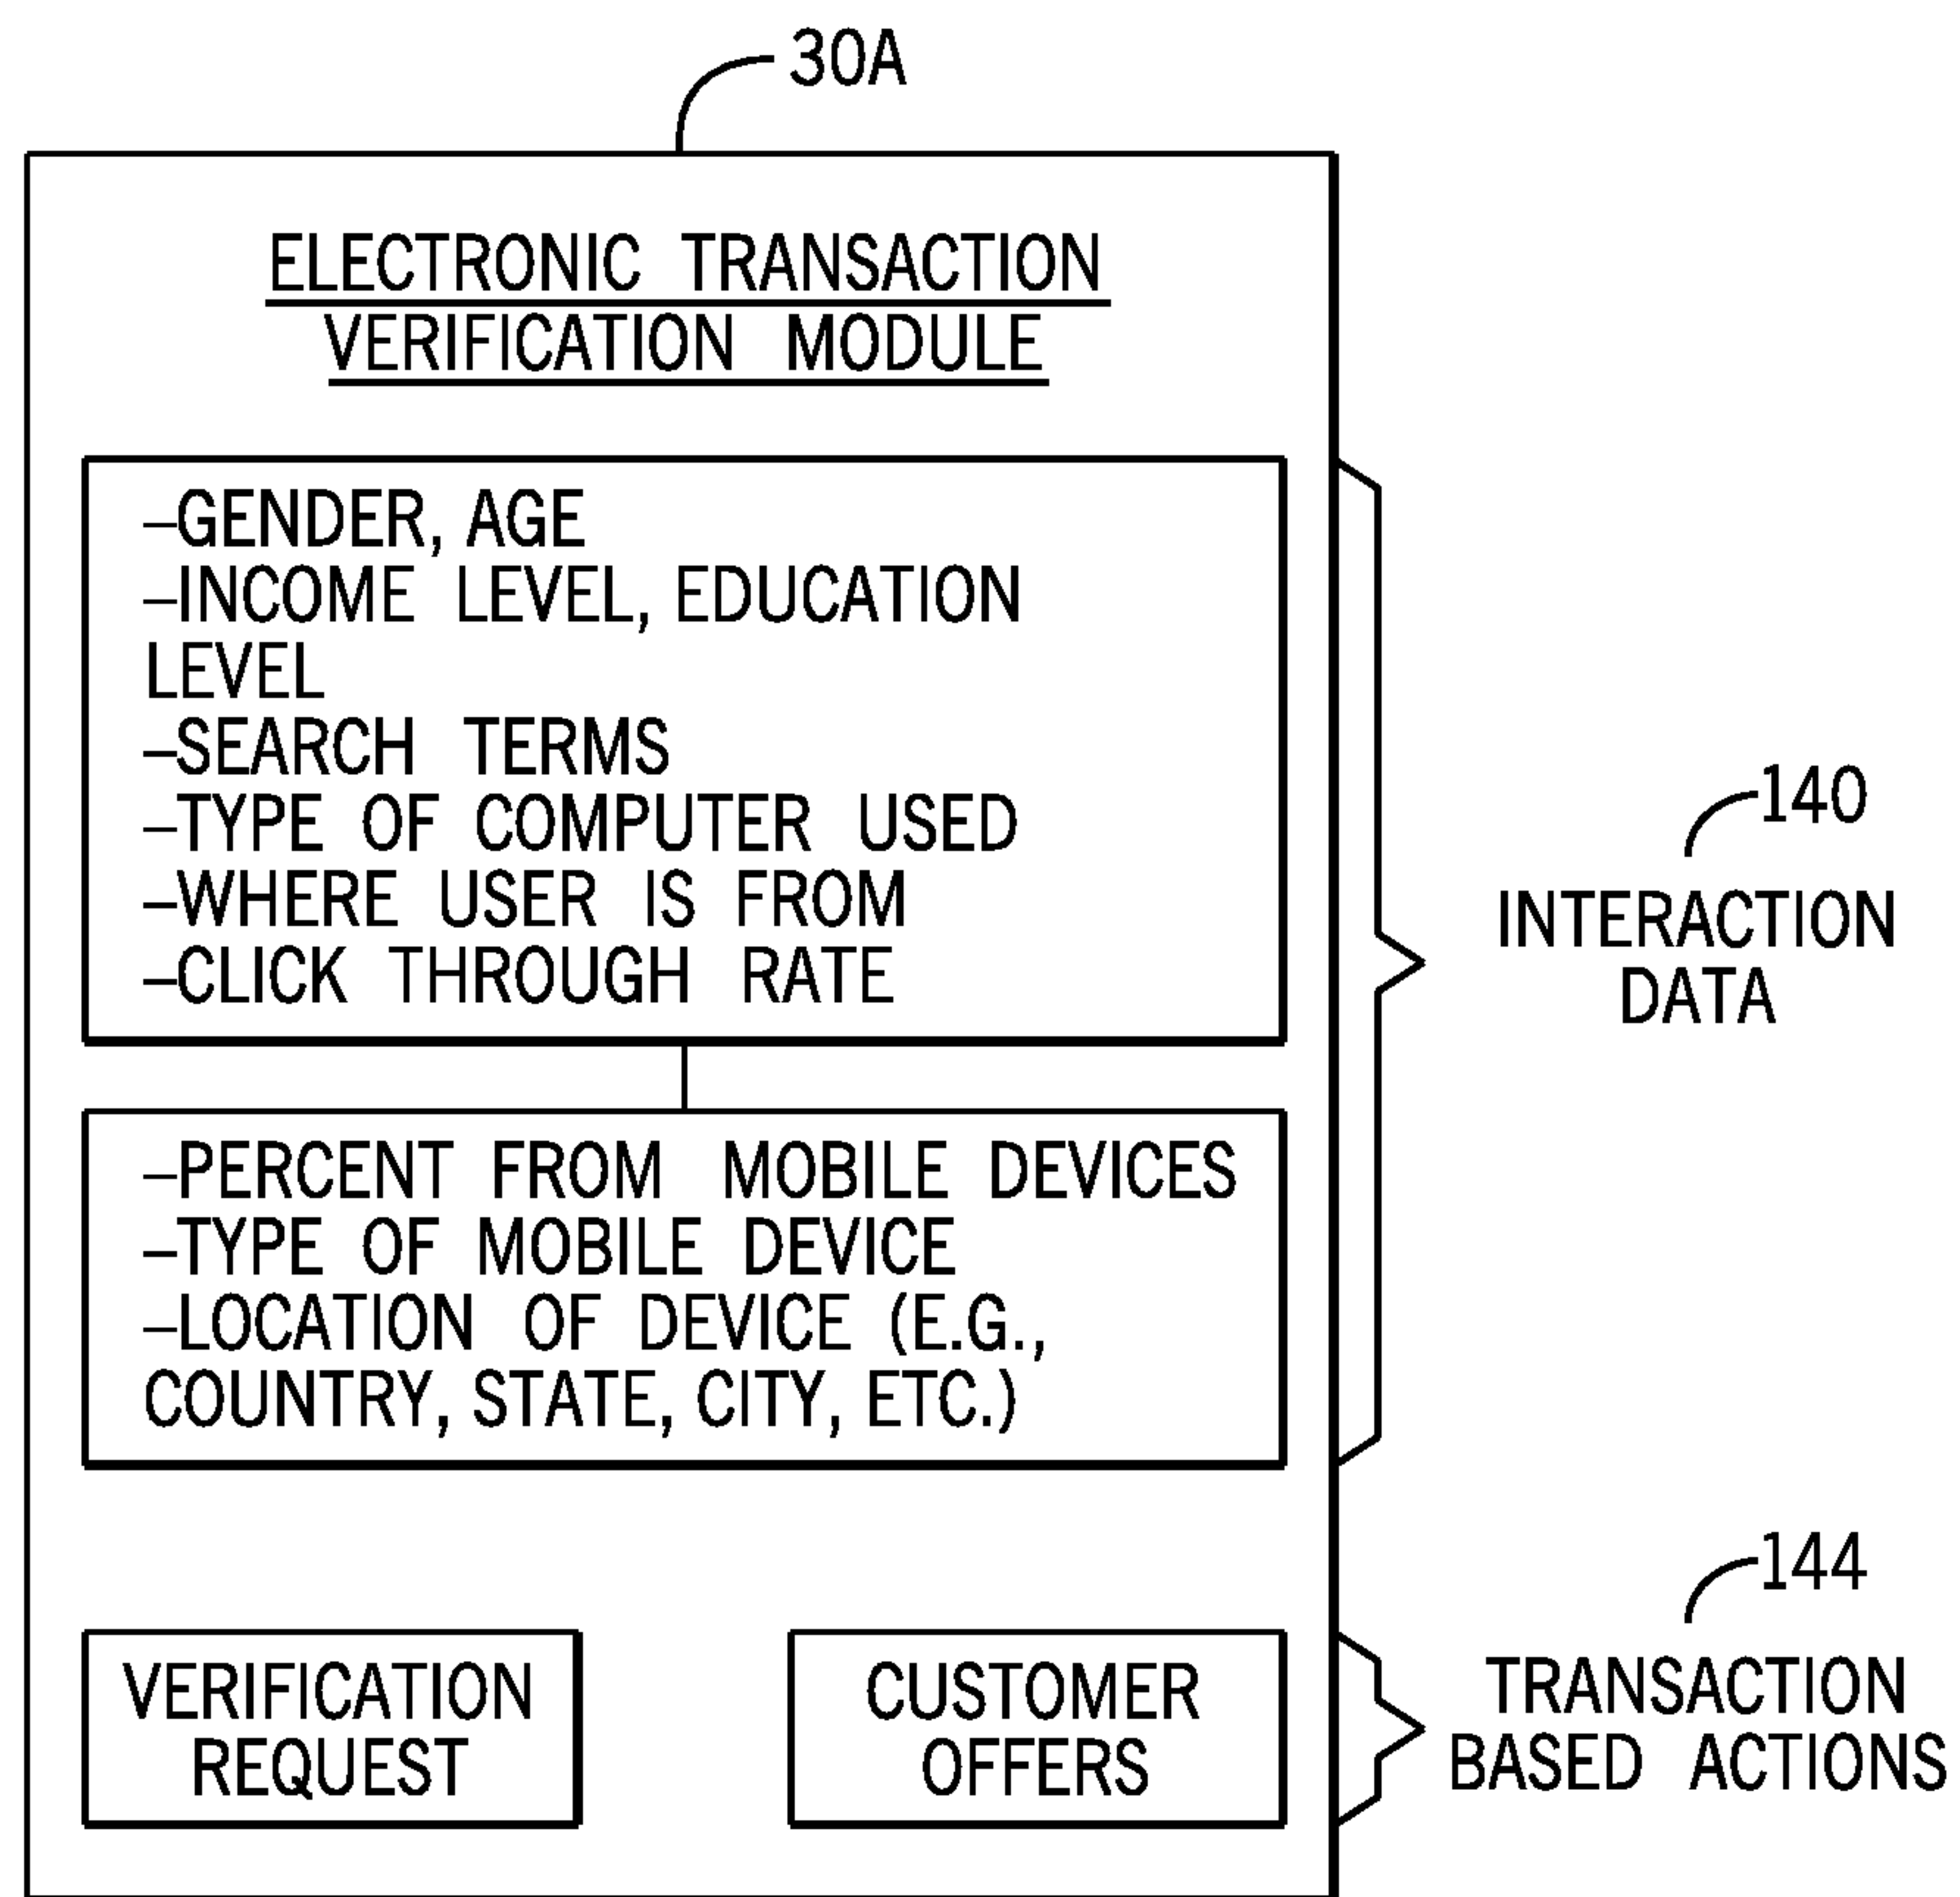 30A
ELECTRONIC TRANSACTION
VERIFICATION MODULE
–GENDER, AGE
–INCOME LEVEL, EDUCATION
LEVEL
–SEARCH TERMS
–TYPE OF COMPUTER USED
–WHERE USER IS FROM
–CLICK THROUGH RATE
140
INTERACTION
DATA
–PERCENT FROM MOBILE DEVICES
–TYPE OF MOBILE DEVICE
–LOCATION OF DEVICE (E.G.,
COUNTRY, STATE, CITY, ETC.)
VERIFICATION
REQUEST
CUSTOMER
OFFERS
144
TRANSACTION
BASED ACTIONS